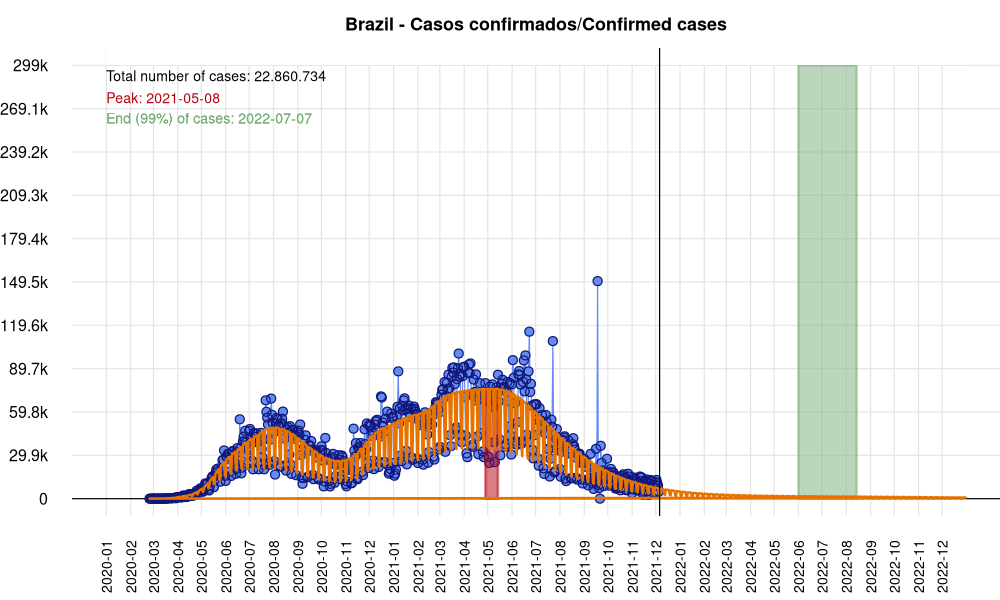 Brazil - Casos confirmados/Confirmed cases
299k
Total number of cases: 22.860.734
Peak: 2021-05-08
269.1k
End (99%) of cases: 2022-07-07
239.2k
209.3k
179.4k
149.5k
119.6k
89.7k
59.8k
29.9k
0
2020-01
2020-02
2020-03
2020-04
2020-05
2020-06
2020-07
2020-08
2020-09
2020-10
2020-11
2020-12
2021-01
2021-02
2021-03
2021-04
2021-05
2021-06
2021-07
2021-08
2021-09
2021-10
2021-11
2021-12
2022-01
2022-02
2022-03
2022-04
2022-05
2022-06
2022-07
2022-08
2022-09
2022-10
2022-11
2022-12